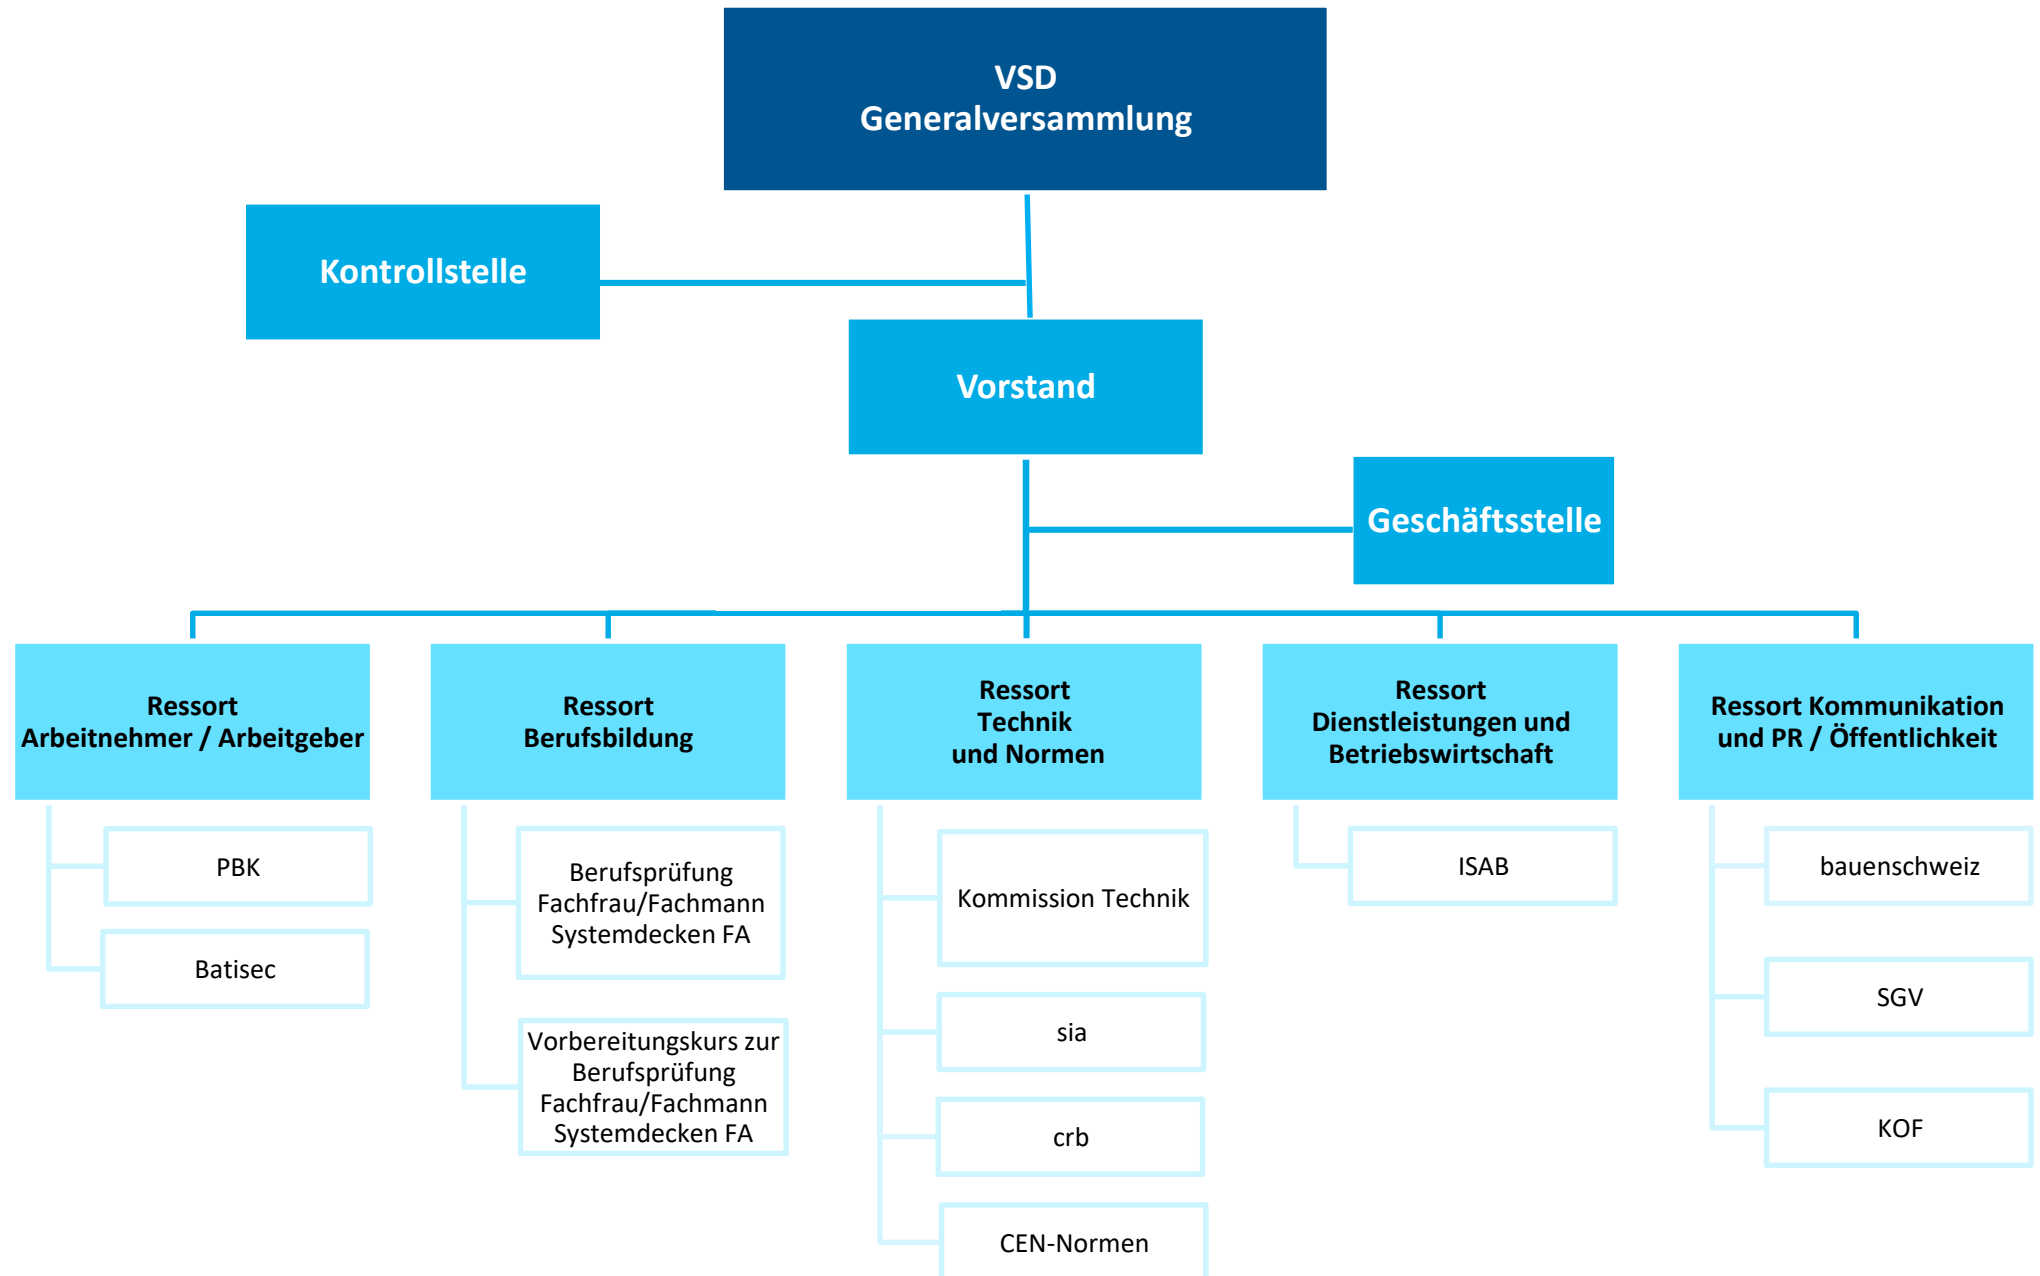 VSD
Generalversammlung
Kontrollstelle
Vorstand
Geschäftsstelle
Ressort
Arbeitnehmer / Arbeitgeber
PBK
Batisec
Ressort
Berufsbildung
Berufsprüfung
Fachfrau/Fachmann
Systemdecken FA
Vorbereitungskurs zur
Berufsprüfung
Fachfrau/Fachmann
Systemdecken FA
Ressort
Technik
und Normen
Kommission Technik
sia
crb
CEN-Normen
Ressort
Dienstleistungen und
Betriebswirtschaft
ISAB
Ressort Kommunikation
und PR / Öffentlichkeit
bauenschweiz
SGV
KOF